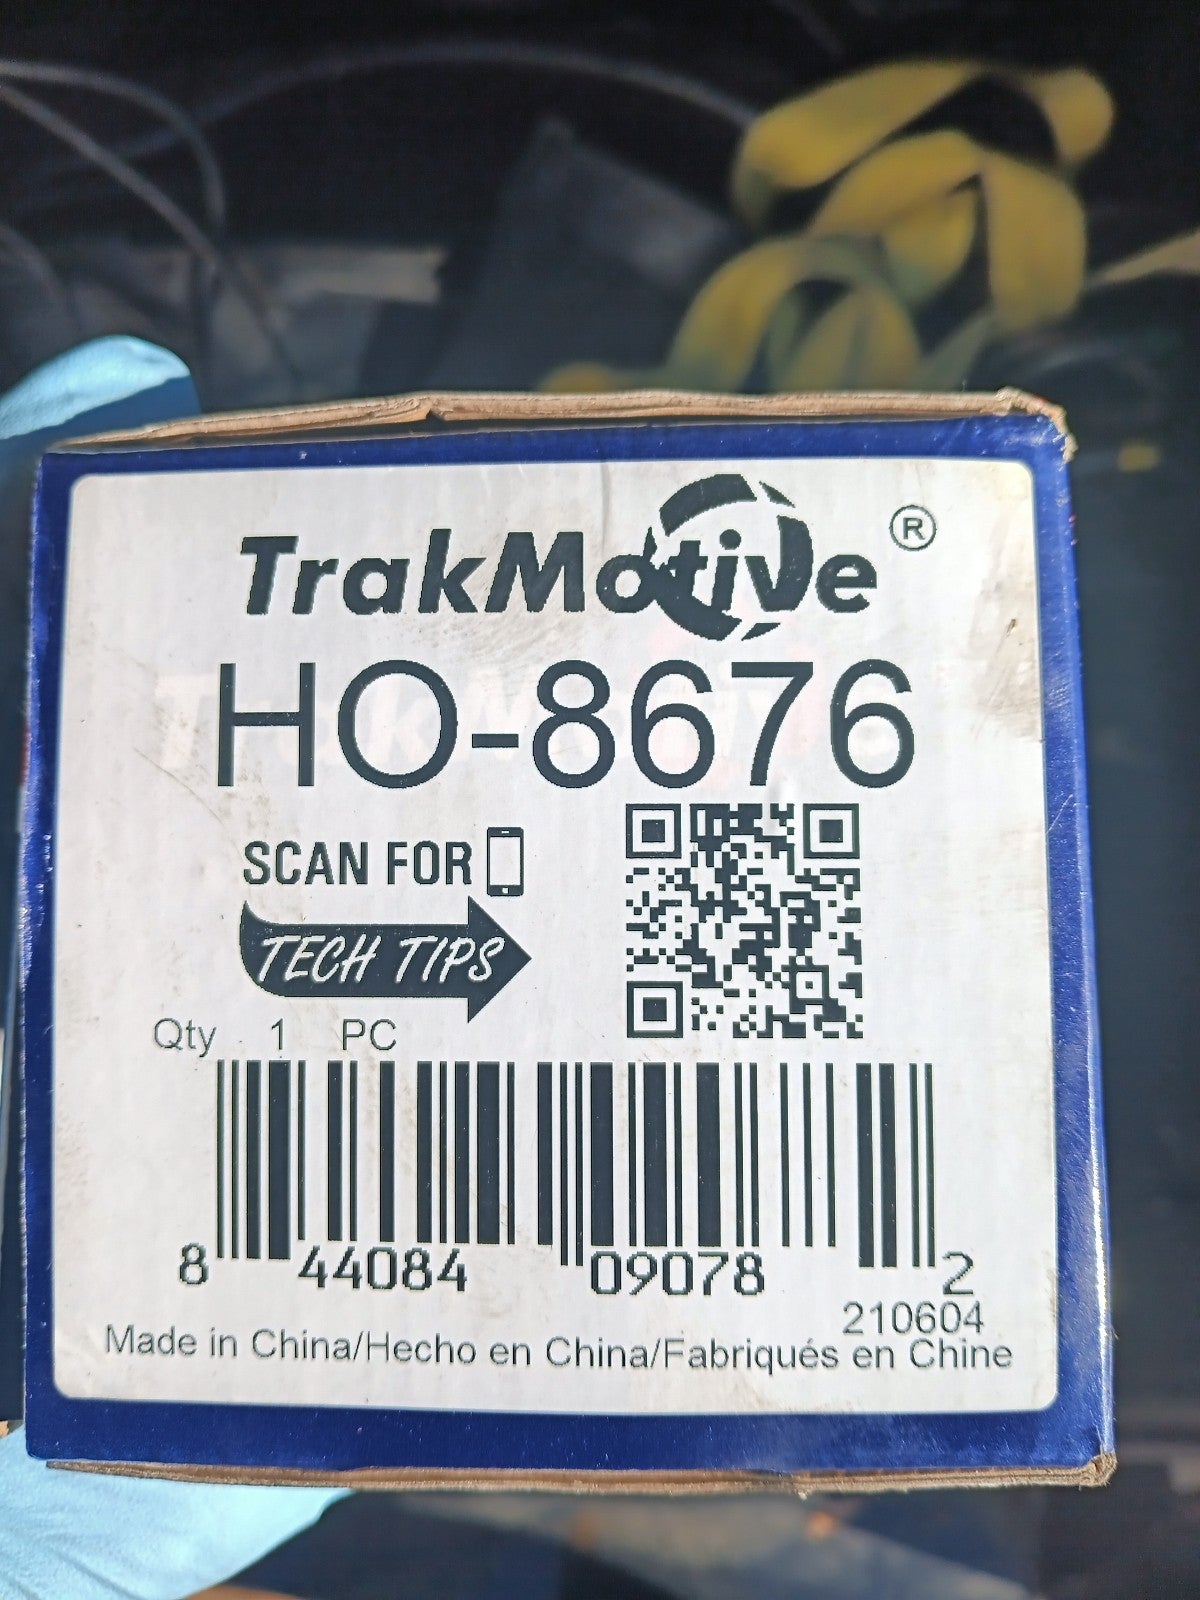 TrakMotive®
HO-8676
SCAN FOR
TECH TIPS
Qty 1 PC
8 44084 09078 2
210604
Made in China/Hecho en China/Fabriqués en Chine